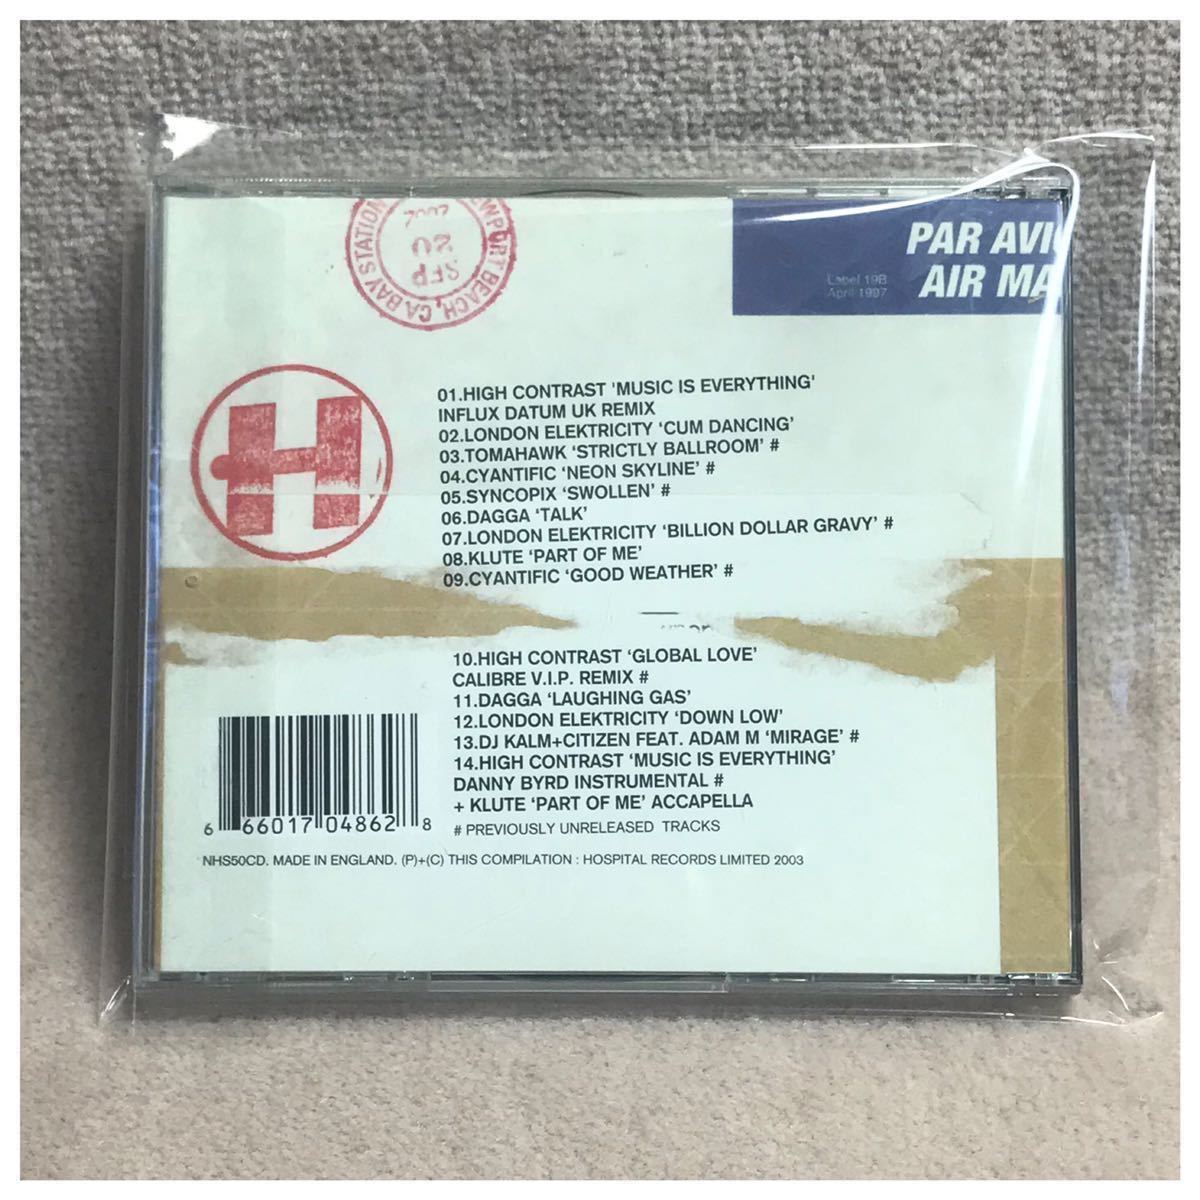 NEWPORT BEACH, CA BAY STATION
SEP
02
2002
PAR AVI
AIR MA
Label 19B
April 1997
H
01.HIGH CONTRAST 'MUSIC IS EVERYTHING'
INFLUX DATUM UK REMIX
02.LONDON ELEKTRICITY ‘CUM DANCING’
03.TOMAHAWK ‘STRICTLY BALLROOM’ #
04.CYANTIFIC ‘NEON SKYLINE’ #
05.SYNCOPIX ‘SWOLLEN’ #
06.DAGGA ‘TALK’
07.LONDON ELEKTRICITY ‘BILLION DOLLAR GRAVY’ #
08.KLUTE ‘PART OF ME’
09.CYANTIFIC ‘GOOD WEATHER’ #
10.HIGH CONTRAST ‘GLOBAL LOVE’
CALIBRE V.I.P. REMIX #
11.DAGGA ‘LAUGHING GAS’
12.LONDON ELEKTRICITY ‘DOWN LOW’
13.DJ KALM+CITIZEN FEAT. ADAM M ‘MIRAGE’ #
14.HIGH CONTRAST ‘MUSIC IS EVERYTHING’
DANNY BYRD INSTRUMENTAL #
+ KLUTE ‘PART OF ME’ ACCAPELLA
# PREVIOUSLY UNRELEASED TRACKS
6 66017 04862 8
NHS50CD. MADE IN ENGLAND. (P)+(C) THIS COMPILATION : HOSPITAL RECORDS LIMITED 2003